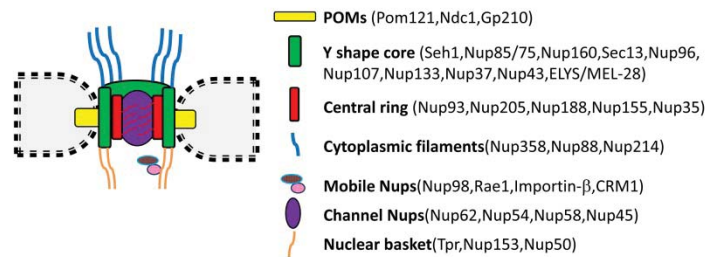 POMs (Pom121,Ndc1,Gp210)
Y shape core (Seh1,Nup85/75,Nup160,Sec13,Nup96,
Nup107,Nup133,Nup37,Nup43,ELYS/MEL-28)
Central ring (Nup93,Nup205,Nup188,Nup155,Nup35)
Cytoplasmic filaments(Nup358,Nup88,Nup214)
Mobile Nups(Nup98,Rae1,Importin-β,CRM1)
Channel Nups(Nup62,Nup54,Nup58,Nup45)
Nuclear basket(Tpr,Nup153,Nup50)